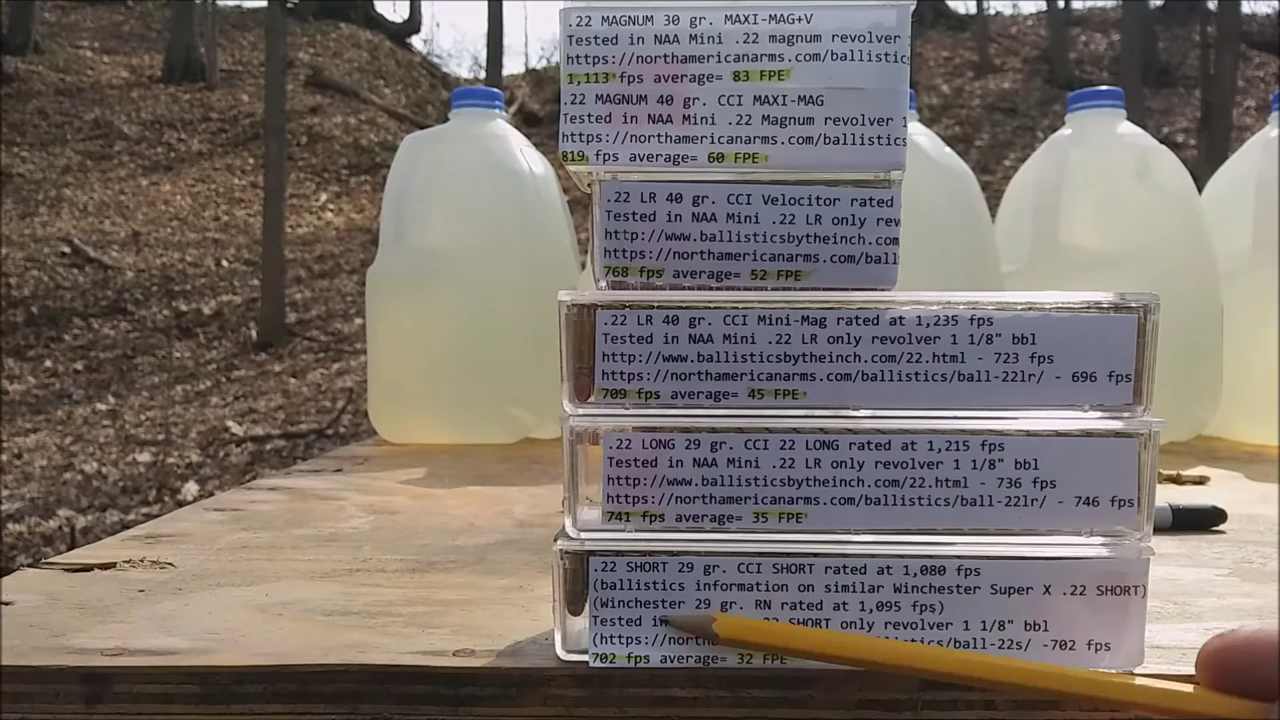 .22 MAGNUM 30 gr. MAXI-MAG+V
Tested in NAA Mini .22 magnum revolver
https://northamericanarms.com/ballistic
1,113 fps average= 83 FPE
.22 MAGNUM 40 gr. CCI MAXI-MAG
Tested in NAA Mini .22 Magnum revolver 1
https://northamericanarms.com/ballistics
819 fps average= 60 FPE
.22 LR 40 gr. CCI Velocitor rated
Tested in NAA Mini .22 LR only rev
http://www.ballisticsbytheinch.com
https://northamericanarms.com/ball
768 fps average= 52 FPE
.22 LR 40 gr. CCI Mini-Mag rated at 1,235 fps
Tested in NAA Mini .22 LR only revolver 1 1/8" bbl
http://www.ballisticsbytheinch.com/22.html - 723 fps
https://northamericanarms.com/ballistics/ball-22lr/ - 696 fps
709 fps average= 45 FPE
.22 LONG 29 gr. CCI 22 LONG rated at 1,215 fps
Tested in NAA Mini .22 LR only revolver 1 1/8" bbl
http://www.ballisticsbytheinch.com/22.html - 736 fps
https://northamericanarms.com/ballistics/ball-22lr/ - 746 fps
741 fps average= 35 FPE
.22 SHORT 29 gr. CCI SHORT rated at 1,080 fps
(ballistics information on similar Winchester Super X .22 SHORT)
(Winchester 29 gr. RN rated at 1,095 fps)
Tested in .22 SHORT only revolver 1 1/8" bbl
(https://nort listics/ball-22s/ -702 fps
702 fps average= 32 FPE